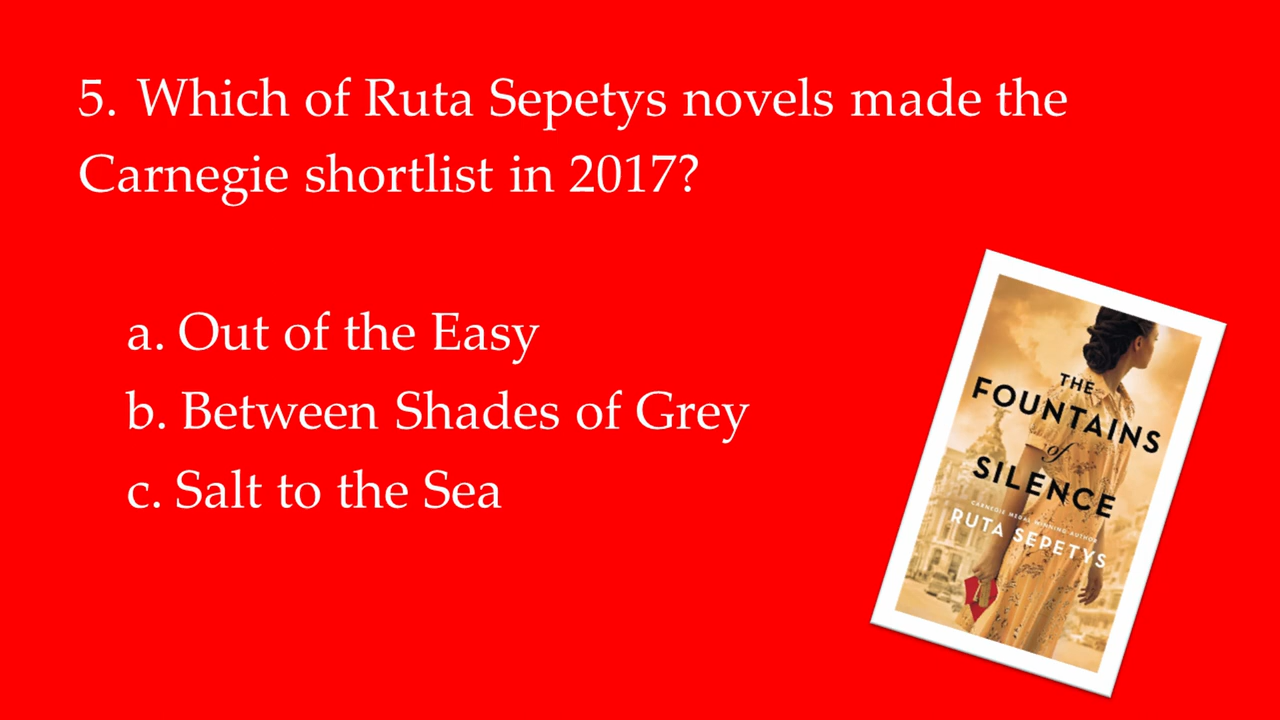 5. Which of Ruta Sepetys novels made the
Carnegie shortlist in 2017?
a. Out of the Easy
b. Between Shades of Grey
c. Salt to the Sea
THE
FOUNTAINS
of
SILENCE
CARNEGIE MEDAL WINNING AUTHOR
RUTA SEPETYS